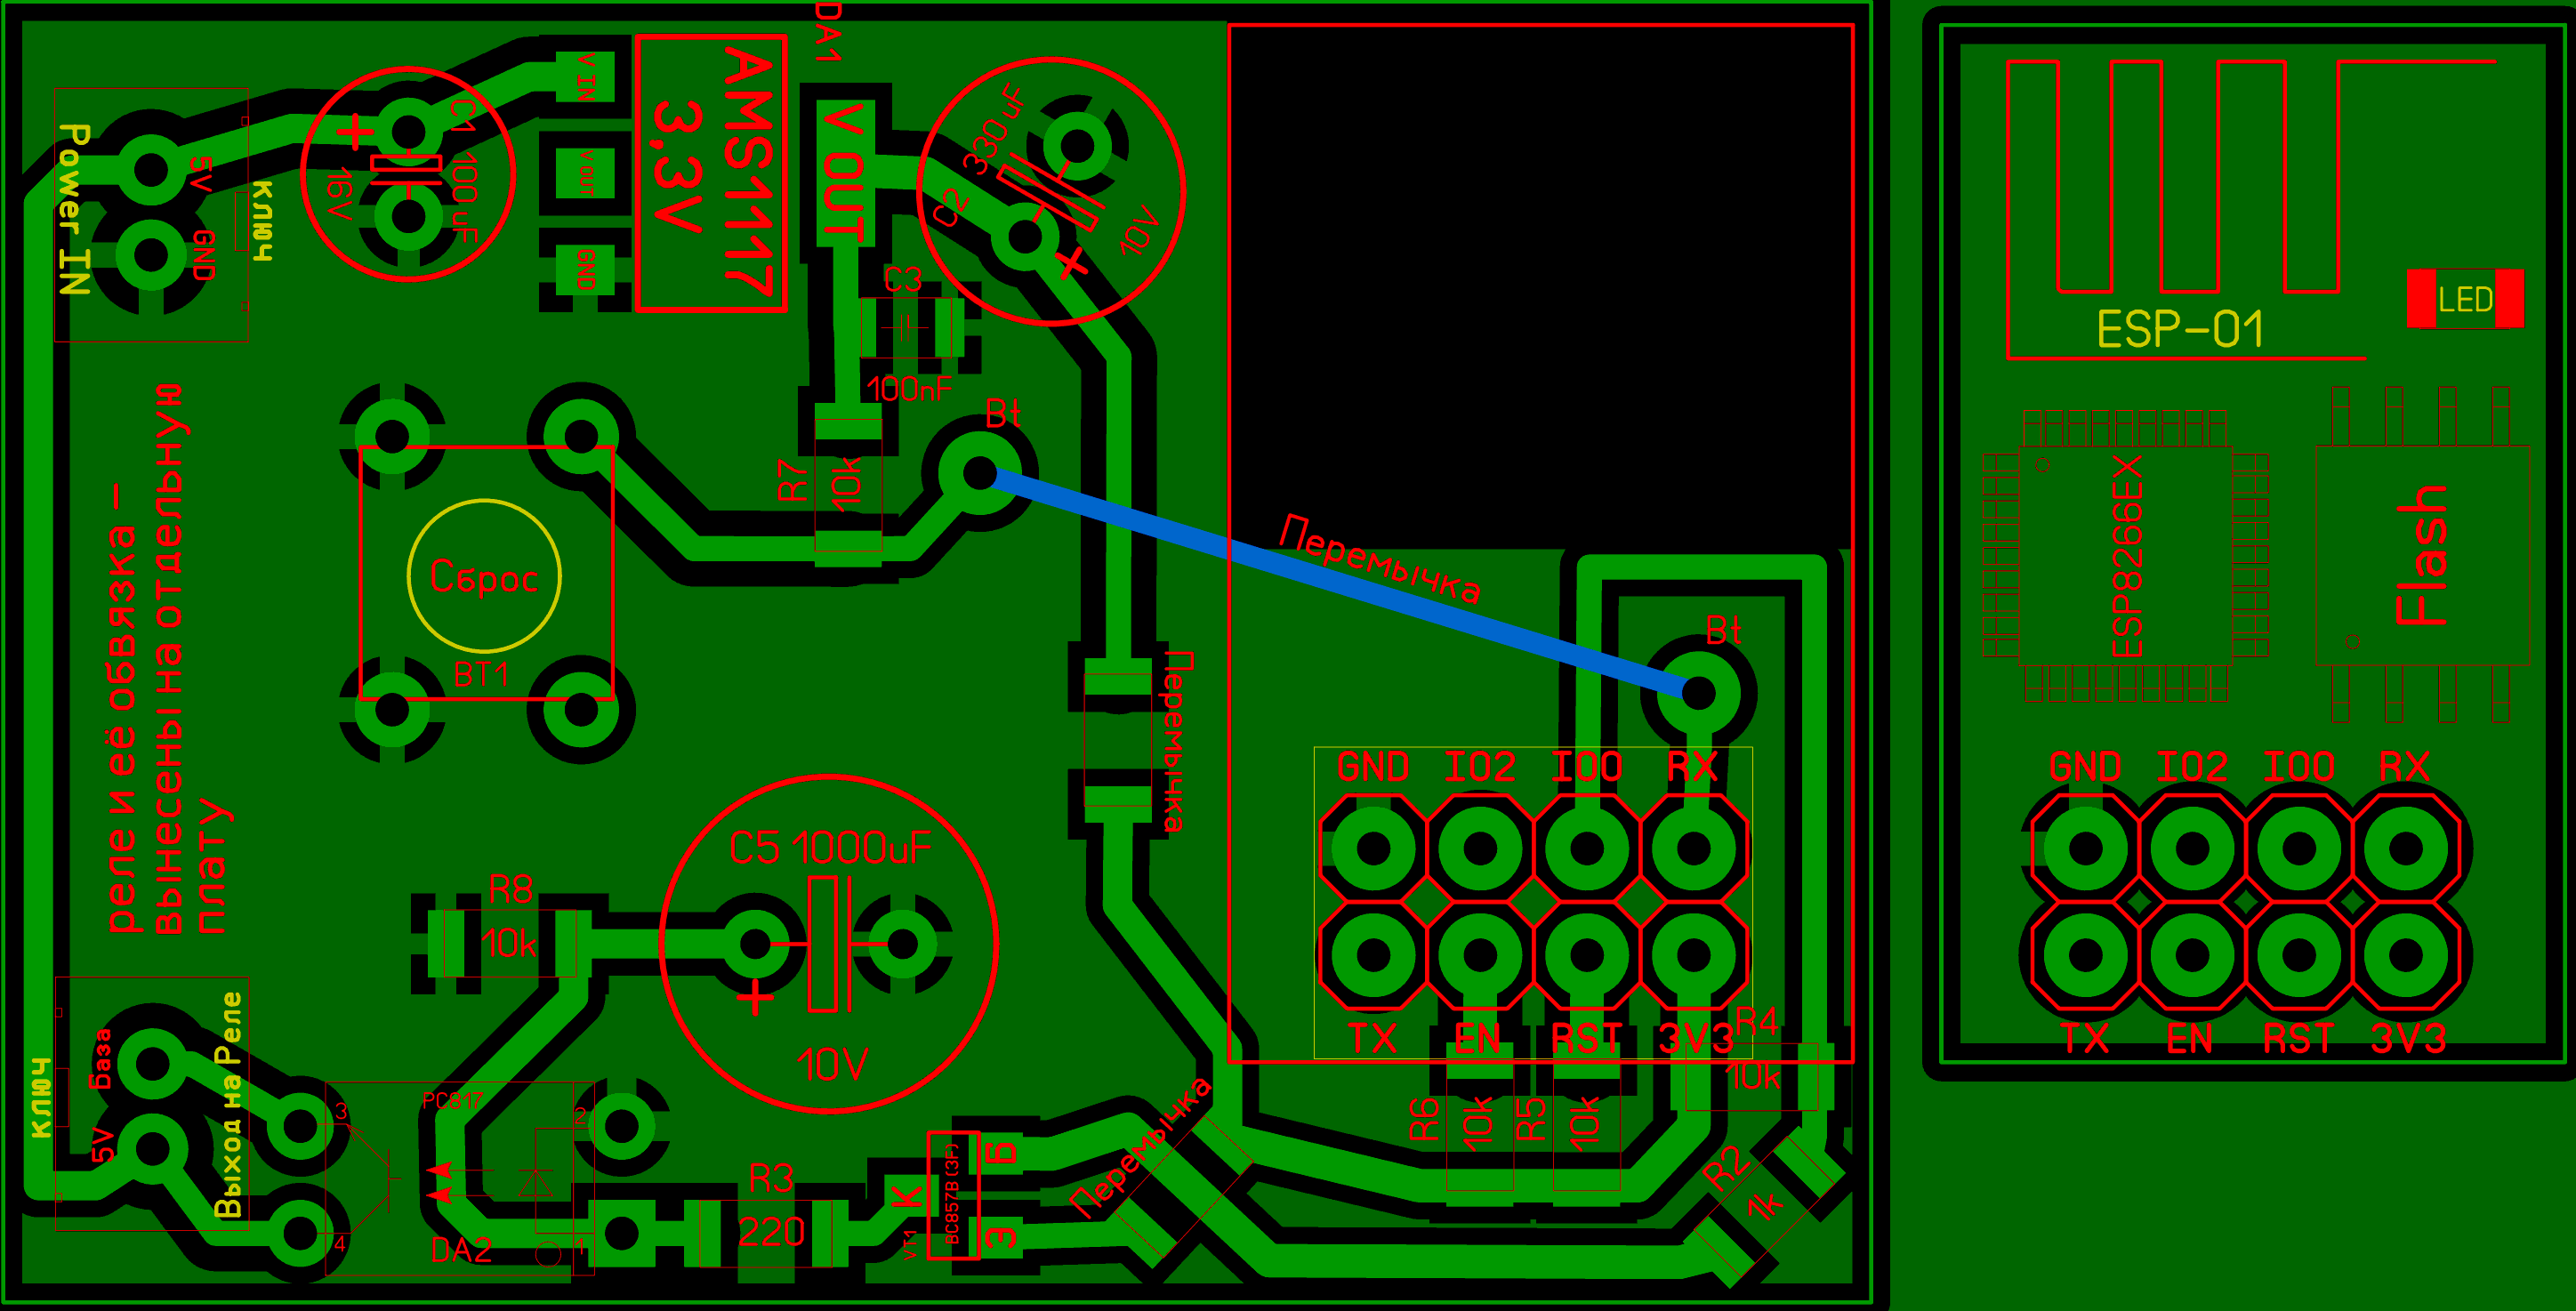 DA1
V IN
V OUT
GND
AMS1117
3,3V
V OUT
C1
100uF
16V
330uF
C2
10V
Power IN
5V
GND
ключ
C3
100nF
Bt
R7
10k
Перемычка
Сброс
BT1
реле и её обвязка –
вынесены на отдельную
плату
Bt
Перемычка
GND IO2 IO0 RX
TX EN RST 3V3
C5 1000uF
10V
R8
10k
ключ
База
5V
Выход на Реле
PC817
3
2
4
1
DA2
R3
220
К
Б
З
VT1
BC857B (3F)
Перемычка
R6
10k
R5
10k
R4
10k
R2
1k
ESP-01
LED
ESP8266EX
Flash
GND IO2 IO0 RX
TX EN RST 3V3